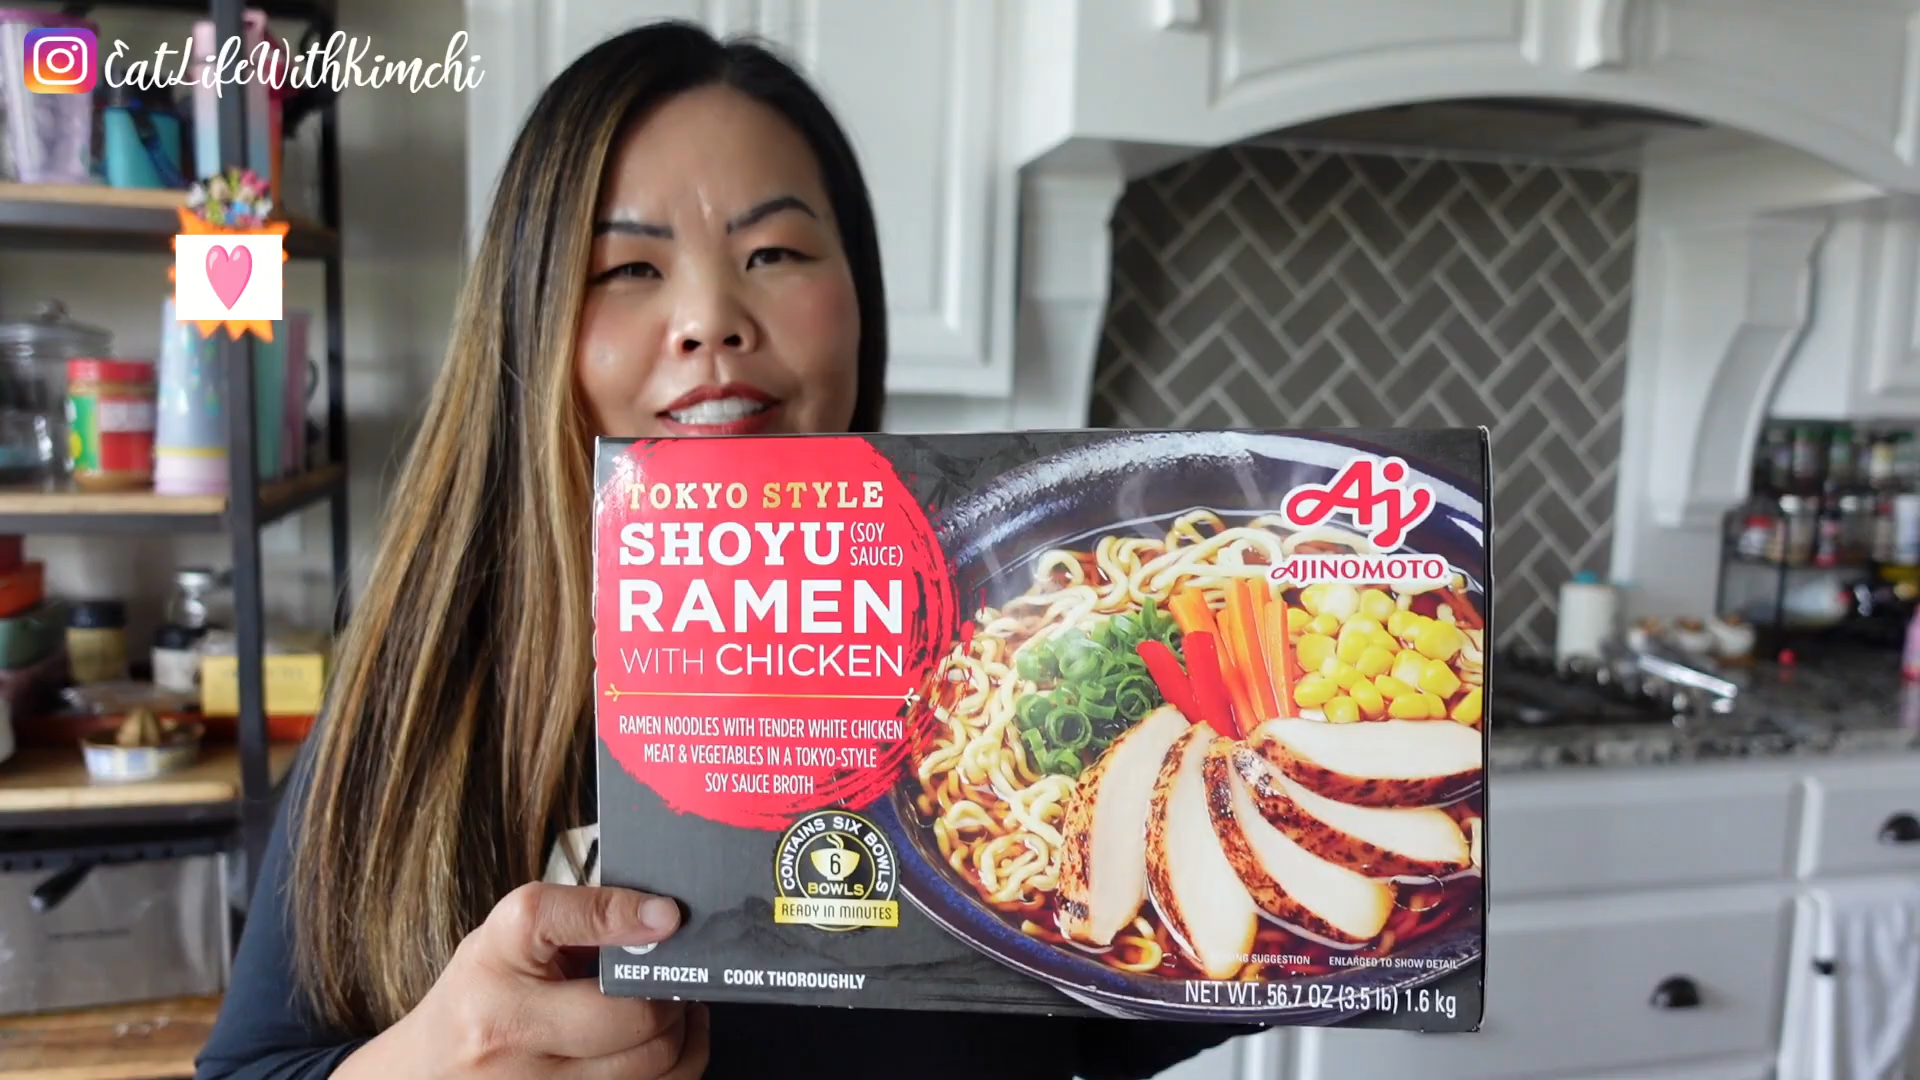 EatLifeWithKimchi
TOKYO STYLE
SHOYU (SOY SAUCE)
RAMEN
WITH CHICKEN
RAMEN NOODLES WITH TENDER WHITE CHICKEN
MEAT & VEGETABLES IN A TOKYO-STYLE
SOY SAUCE BROTH
CONTAINS SIX BOWLS
6
BOWLS
READY IN MINUTES
KEEP FROZEN COOK THOROUGHLY
Aj
AJINOMOTO
SUGGESTION ENLARGED TO SHOW DETAIL
NET WT. 56.7 OZ (3.5 lb) 1.6 kg